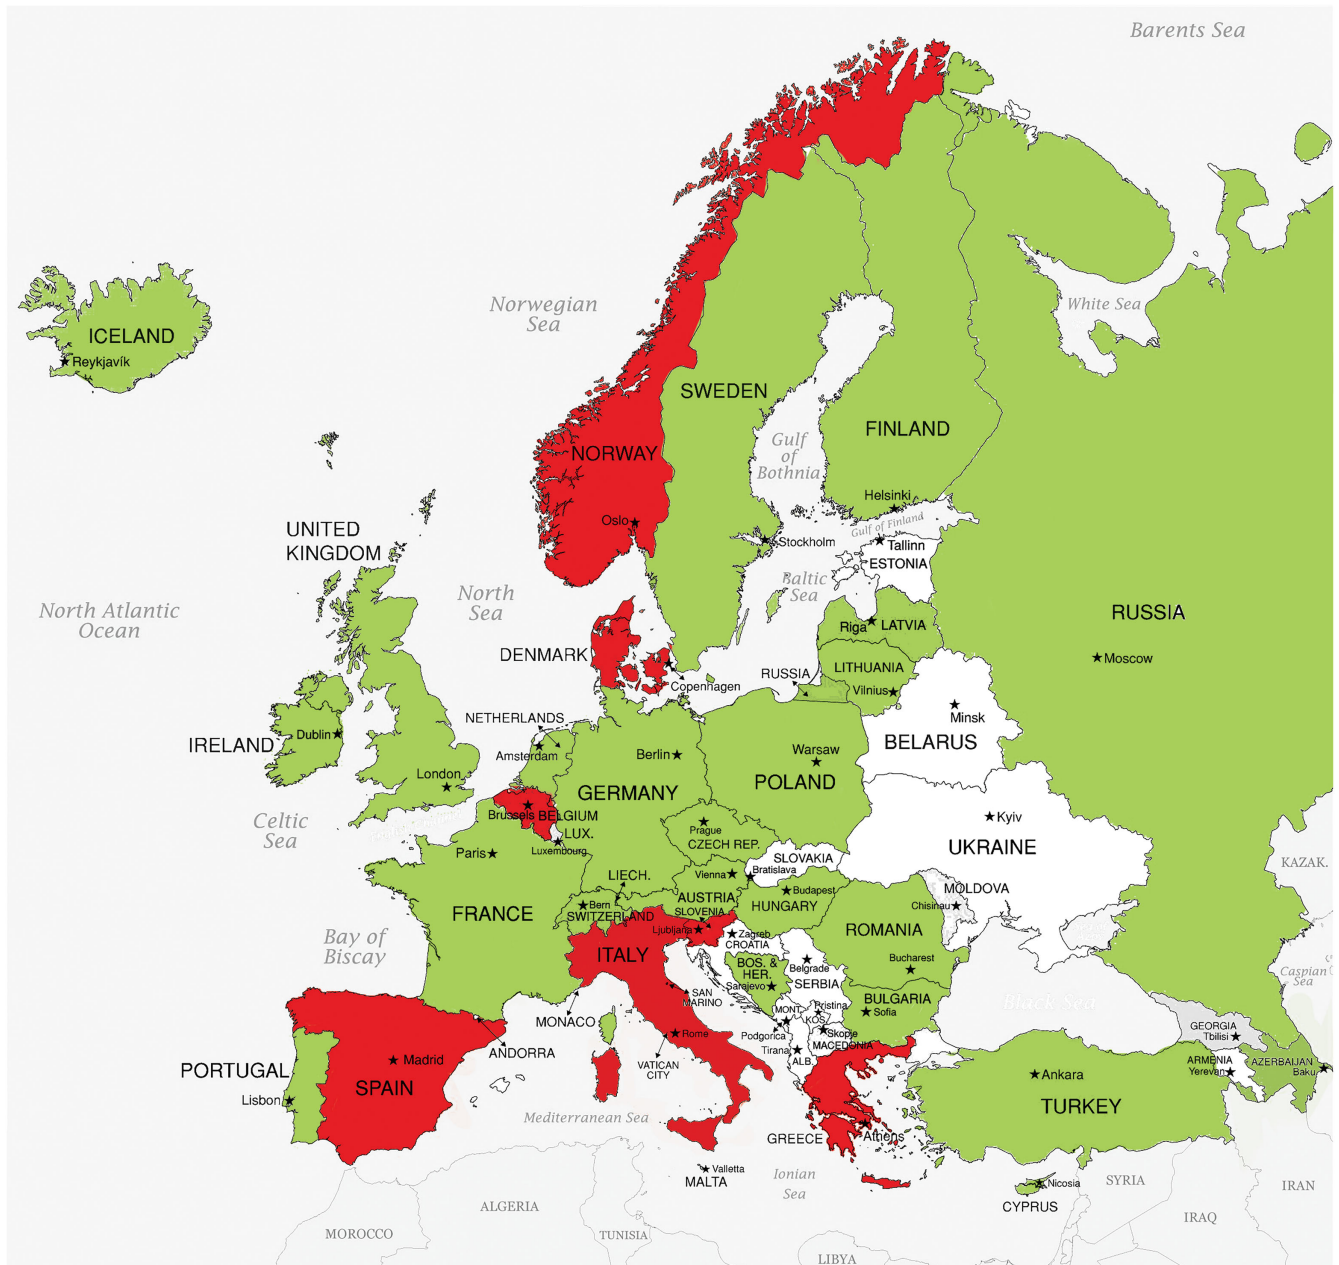 Barents Sea
Norwegian
Sea
White Sea
ICELAND
Reykjavík
SWEDEN
FINLAND
NORWAY
Gulf
of
Bothnia
Helsinki
Oslo
Gulf of Finland
Stockholm
Tallinn
ESTONIA
UNITED
KINGDOM
North Atlantic
Ocean
North
Sea
Baltic
Sea
RUSSIA
Riga
LATVIA
Moscow
DENMARK
LITHUANIA
RUSSIA
Vilnius
Copenhagen
NETHERLANDS
Minsk
BELARUS
IRELAND
Dublin
Amsterdam
Berlin
Warsaw
POLAND
London
GERMANY
Celtic
Sea
Brussels
BELGIUM
LUX.
Luxembourg
Prague
CZECH REP.
Kyiv
UKRAINE
Paris
SLOVAKIA
Bratislava
KAZAK.
LIECH.
Vienna
AUSTRIA
Budapest
HUNGARY
MOLDOVA
Chisinau
Bern
SWITZERLAND
FRANCE
SLOVENIA
Ljubljana
Zagreb
CROATIA
ROMANIA
Bay of
Biscay
ITALY
BOS. &
HER.
Sarajevo
Belgrade
SERBIA
Bucharest
Caspian
Sea
SAN
MARINO
BULGARIA
Sofia
Black Sea
MONACO
MONT.
Pristina
KOS.
Podgorica
Skopje
MACEDONIA
GEORGIA
Tbilisi
Rome
ANDORRA
Tirana
ALB.
ARMENIA
Yerevan
AZERBAIJAN
Baku
PORTUGAL
Madrid
SPAIN
VATICAN
CITY
Ankara
TURKEY
Lisbon
Mediterranean Sea
GREECE
Athens
Valletta
MALTA
Ionian
Sea
Nicosia
CYPRUS
SYRIA
IRAN
IRAQ
ALGERIA
MOROCCO
TUNISIA
LIBYA